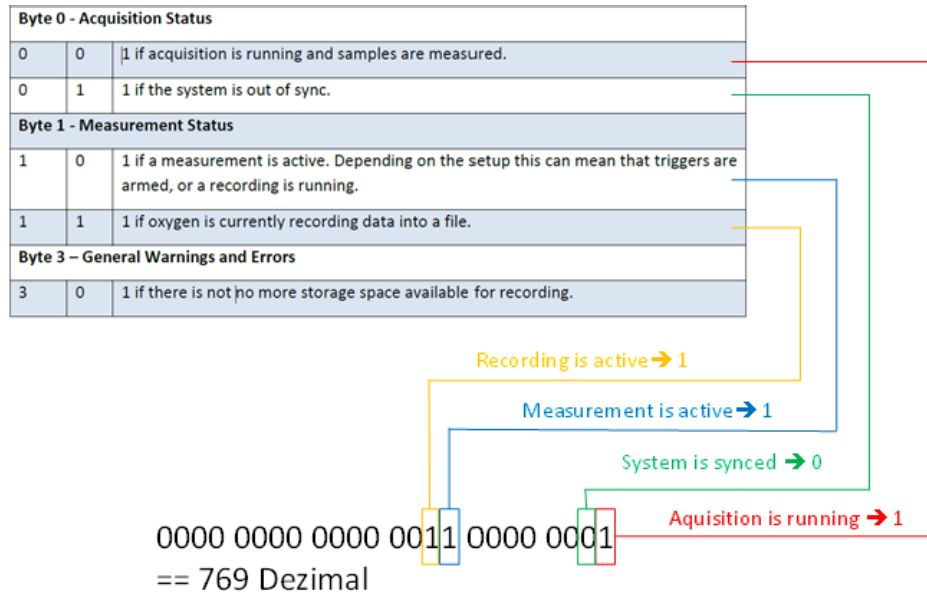 Byte 0 - Acquisition Status
0 0 1 if acquisition is running and samples are measured.
0 1 1 if the system is out of sync.
Byte 1 - Measurement Status
1 0 1 if a measurement is active. Depending on the setup this can mean that triggers are
armed, or a recording is running.
1 1 1 if oxygen is currently recording data into a file.
Byte 3 – General Warnings and Errors
3 0 1 if there is not no more storage space available for recording.
Recording is active ➔ 1
Measurement is active ➔ 1
System is synced ➔ 0
Aquisition is running ➔ 1
0000 0000 0000 0011 0000 0001
== 769 Dezimal